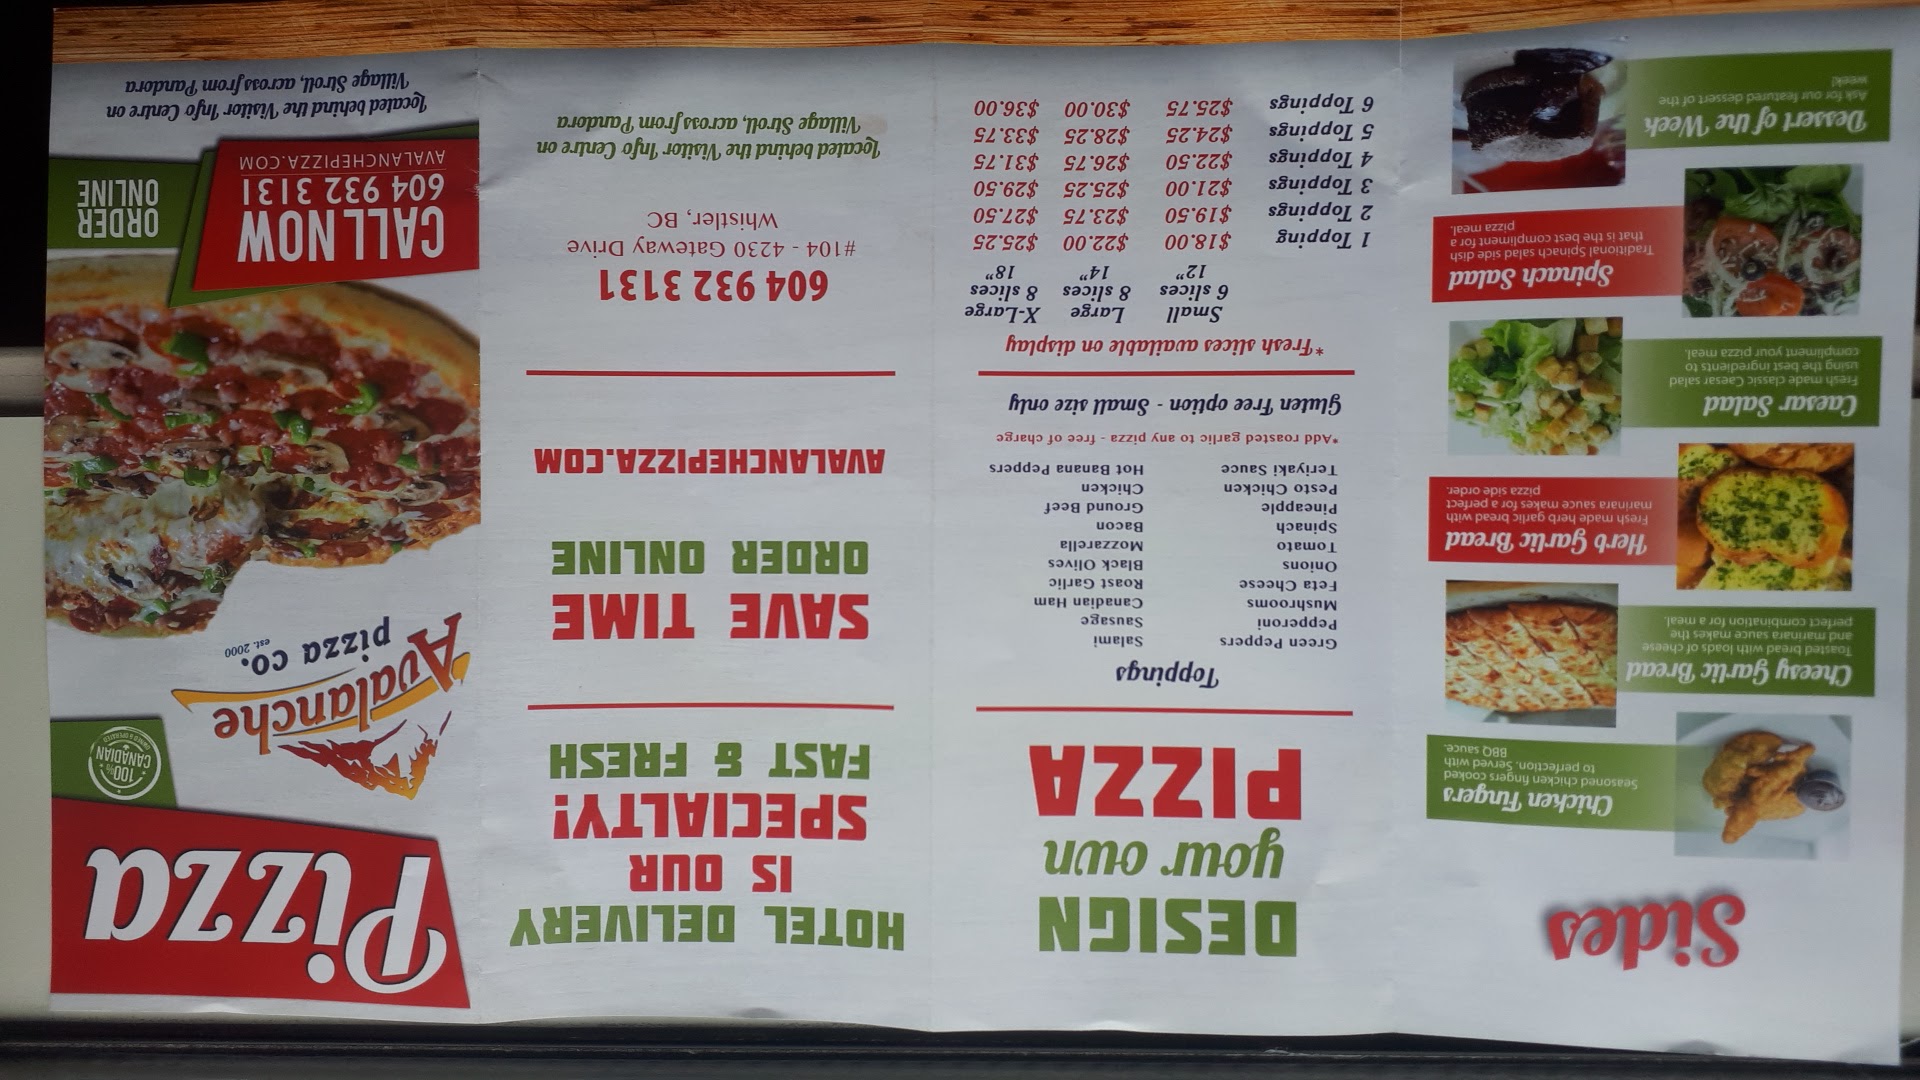 Sides
Chicken Fingers
Seasoned chicken fingers cooked
to perfection. Served with
BBQ sauce.
Cheesy Garlic Bread
Toasted bread with loads of cheese
and marinara sauce makes the
perfect combination for a meal.
Herb Garlic Bread
Fresh made herb garlic bread with
marinara sauce makes for a perfect
pizza side order.
Caesar Salad
Fresh made classic Caesar salad
using the best ingredients to
compliment your pizza meal.
Spinach Salad
Traditional Spinach salad side dish
that is the best compliment for a
pizza meal.
Dessert of the Week
Ask for our featured dessert of the
week!
DESIGN
your own
PIZZA
Toppings
Green Peppers Salami
Pepperoni Sausage
Mushrooms Canadian Ham
Feta Cheese Roast Garlic
Onions Black Olives
Tomato Mozzarella
Spinach Bacon
Pineapple Ground Beef
Pesto Chicken Chicken
Teriyaki Sauce Hot Banana Peppers
*Add roasted garlic to any pizza - free of charge
Gluten Free option - Small size only
*Fresh slices available on display
Small Large X-Large
6 slices 8 slices 8 slices
12" 14" 18"
1 Topping $18.00 $22.00 $25.25
2 Toppings $19.50 $23.75 $27.50
3 Toppings $21.00 $25.25 $29.50
4 Toppings $22.50 $26.75 $31.75
5 Toppings $24.25 $28.25 $33.75
6 Toppings $25.75 $30.00 $36.00
HOTEL DELIVERY
IS OUR
SPECIALTY!
FAST & FRESH
SAVE TIME
ORDER ONLINE
AVALANCHEPIZZA.COM
604 932 3131
#104 - 4230 Gateway Drive
Whistler, BC
Located behind the Visitor Info Centre on
Village Stroll, across from Pandora
Pizza
100%
CANADIAN
OWNED & OPERATED
Avalanche
pizza co.
est. 2000
CALL NOW
604 932 3131
AVALANCHEPIZZA.COM
ORDER
ONLINE
Located behind the Visitor Info Centre on
Village Stroll, across from Pandora